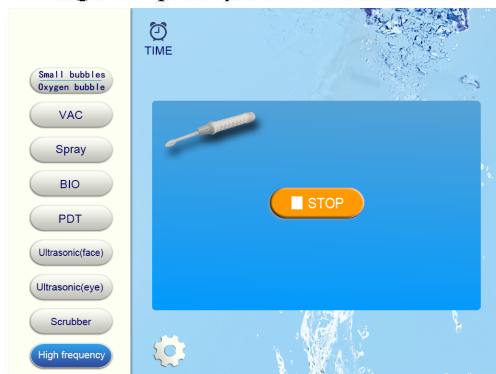 TIME
Small bubbles
Oxygen bubble
VAC
Spray
BIO
PDT
Ultrasonic(face)
Ultrasonic(eye)
Scrubber
High frequency
STOP